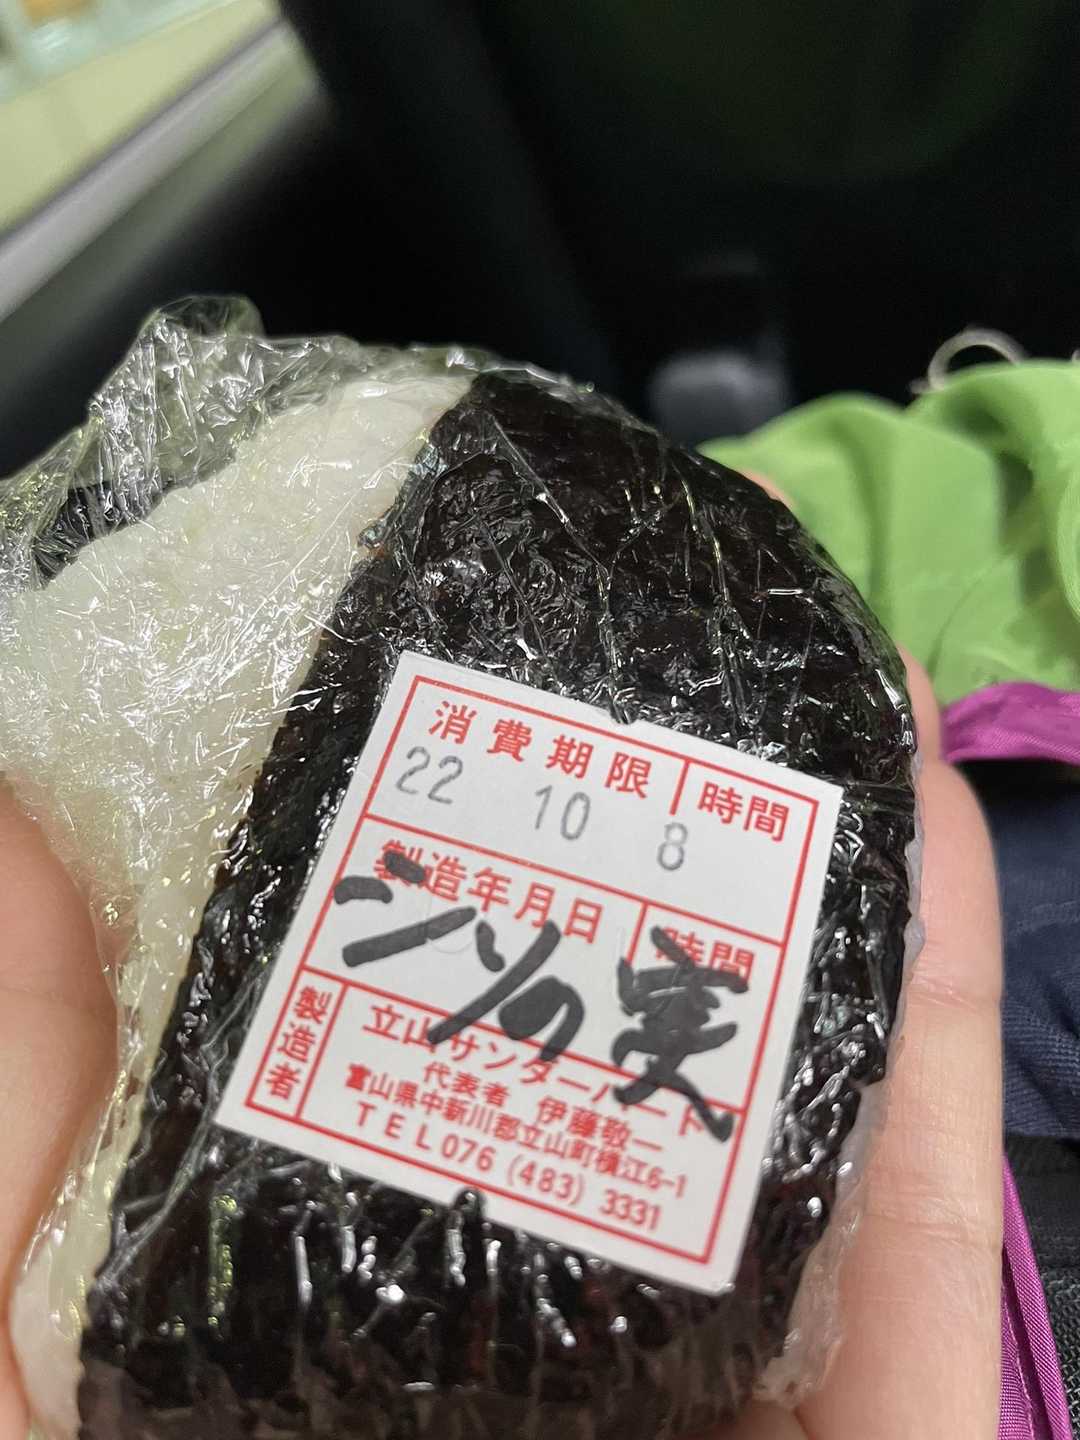 消費期限 時間
22 10 8
製造年月日 時間
シソの実
製造者
立山サンダーバード
代表者 伊藤敬一
富山県中新川郡立山町横江6-1
TEL076(483)3331